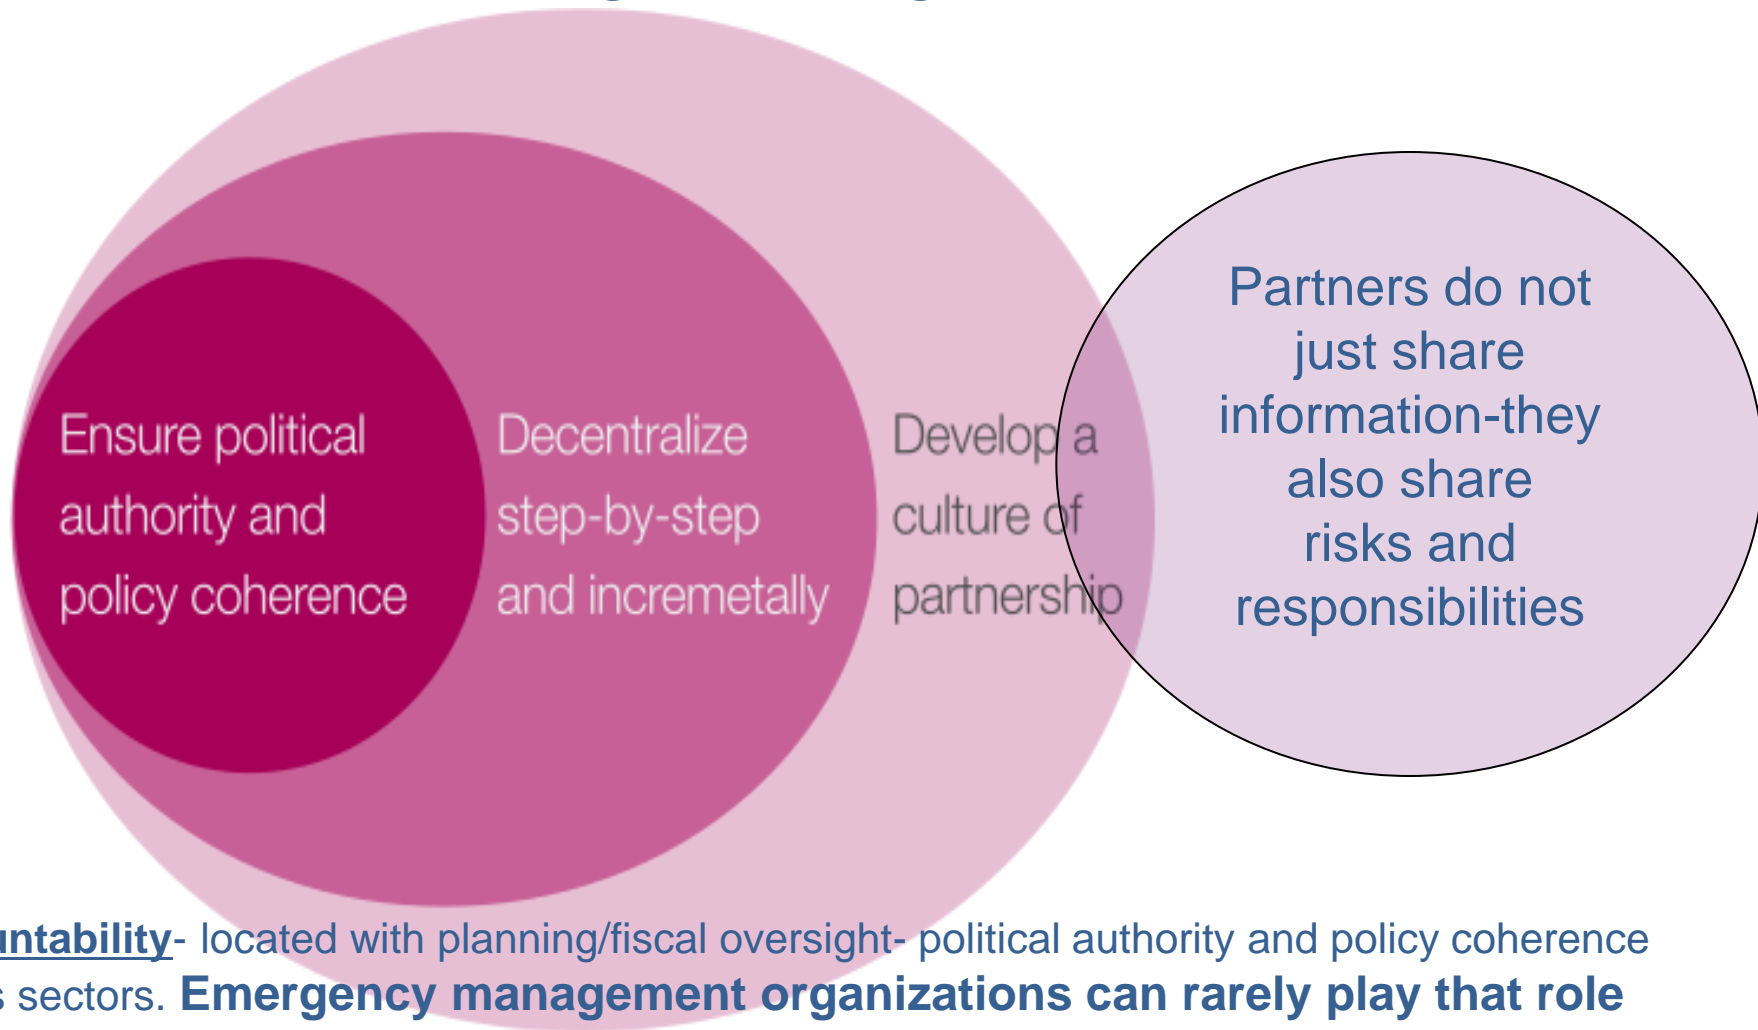 Ensure political
authority and
policy coherence
Decentralize
step-by-step
and incremetally
Develop a
culture of
partnership
Partners do not
just share
information-they
also share
risks and
responsibilities
untability- located with planning/fiscal oversight- political authority and policy coherence
s sectors. Emergency management organizations can rarely play that role